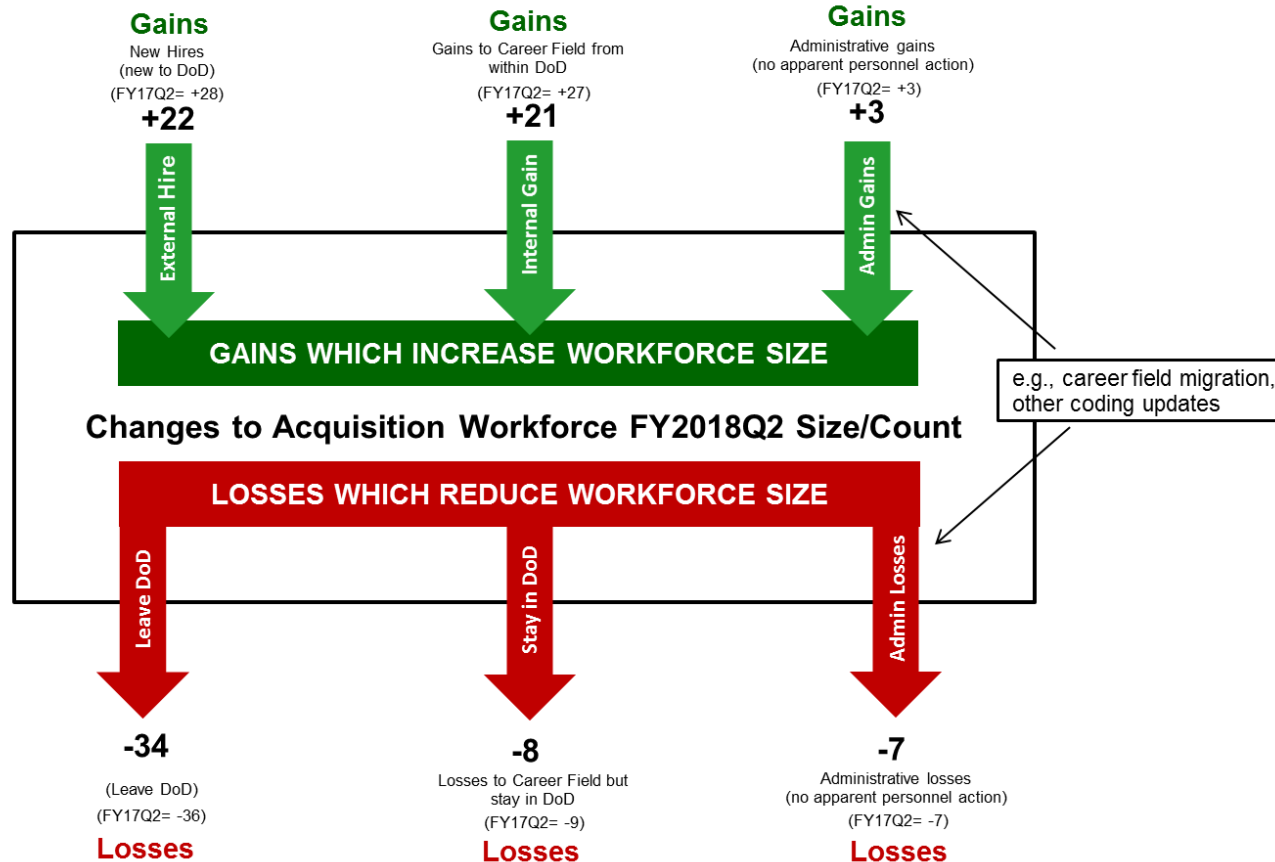 Gains
New Hires
(new to DoD)
(FY17Q2= +28)
+22
External Hire
Gains
Gains to Career Field from
within DoD
(FY17Q2= +27)
+21
Internal Gain
Gains
Administrative gains
(no apparent personnel action)
(FY17Q2= +3)
+3
Admin Gains
GAINS WHICH INCREASE WORKFORCE SIZE
e.g., career field migration,
other coding updates
Changes to Acquisition Workforce FY2018Q2 Size/Count
LOSSES WHICH REDUCE WORKFORCE SIZE
Leave DoD
-34
(Leave DoD)
(FY17Q2= -36)
Losses
Stay in DoD
-8
Losses to Career Field but
stay in DoD
(FY17Q2= -9)
Losses
Admin Losses
-7
Administrative losses
(no apparent personnel action)
(FY17Q2= -7)
Losses